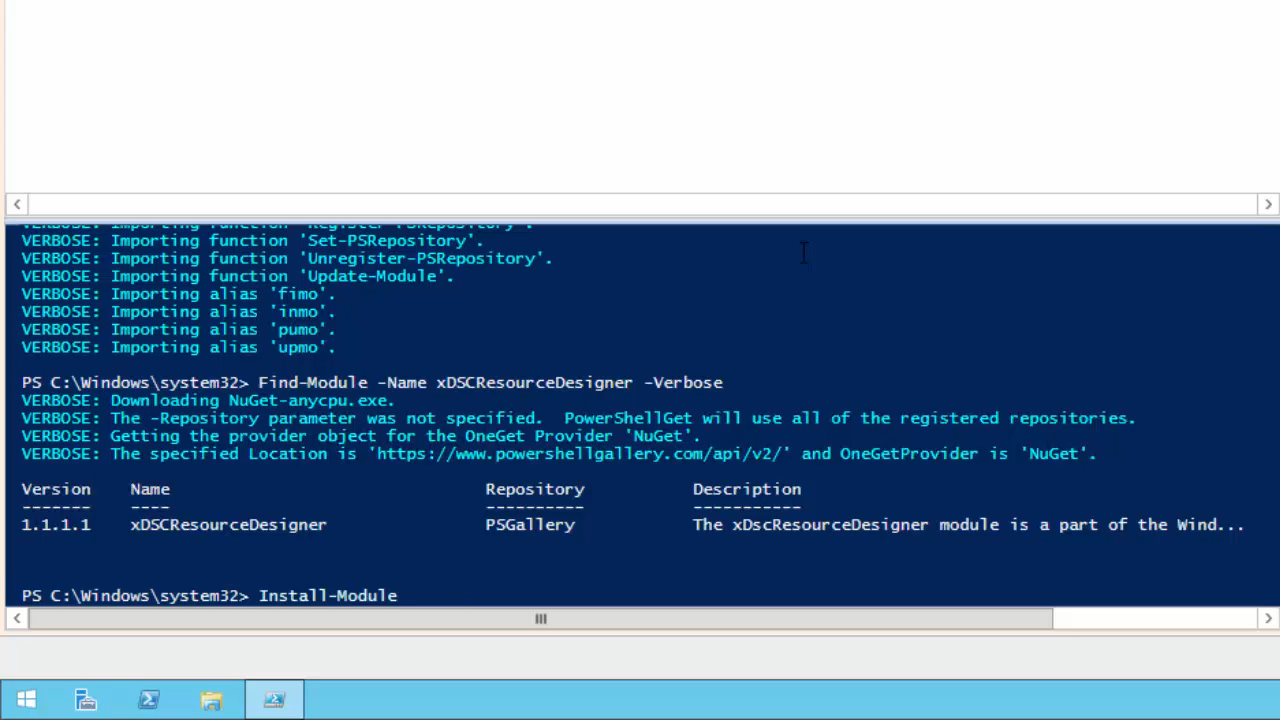 VERBOSE: Importing function 'Register-PSRepository'.
VERBOSE: Importing function 'Set-PSRepository'.
VERBOSE: Importing function 'Unregister-PSRepository'.
VERBOSE: Importing function 'Update-Module'.
VERBOSE: Importing alias 'fimo'.
VERBOSE: Importing alias 'inmo'.
VERBOSE: Importing alias 'pumo'.
VERBOSE: Importing alias 'upmo'.
PS C:\Windows\system32> Find-Module -Name xDSCResourceDesigner -Verbose
VERBOSE: Downloading NuGet-anycpu.exe.
VERBOSE: The -Repository parameter was not specified.  PowerShellGet will use all of the registered repositories.
VERBOSE: Getting the provider object for the OneGet Provider 'NuGet'.
VERBOSE: The specified Location is 'https://www.powershellgallery.com/api/v2/' and OneGetProvider is 'NuGet'.
Version Name Repository Description
------- ---- ---------- -----------
1.1.1.1 xDSCResourceDesigner PSGallery The xDscResourceDesigner module is a part of the Wind...
PS C:\Windows\system32> Install-Module